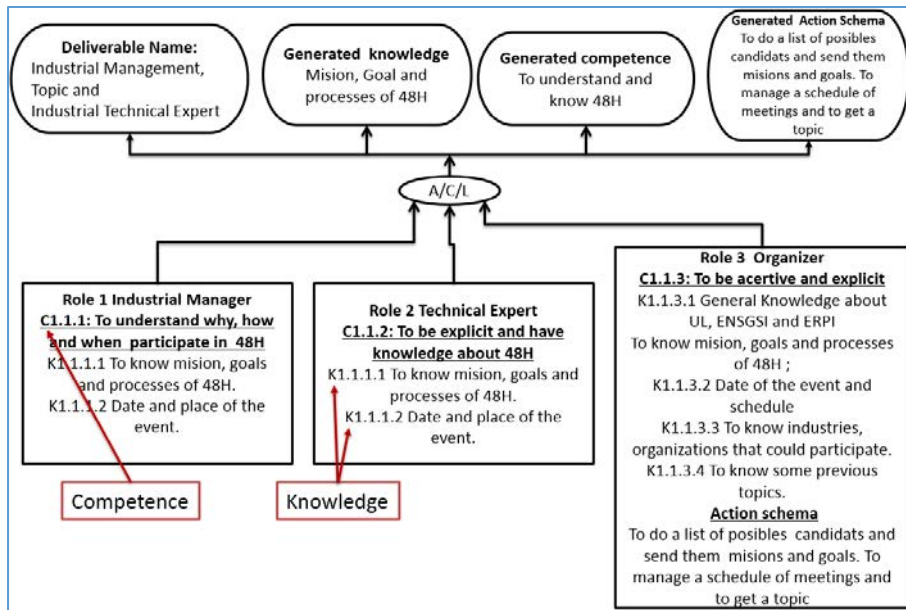 Deliverable Name:
Industrial Management,
Topic and
Industrial Technical Expert
Generated knowledge
Mision, Goal and
processes of 48H
Generated competence
To understand and
know 48H
Generated Action Schema
To do a list of posibles
candidats and send them
misions and goals. To
manage a schedule of
meetings and to get a
topic
A/C/L
Role 1 Industrial Manager
C1.1.1: To understand why, how
and when participate in 48H
K1.1.1.1 To know mision, goals
and processes of 48H.
K1.1.1.2 Date and place of the
event.
Role 2 Technical Expert
C1.1.2: To be explicit and have
knowledge about 48H
K1.1.1.1 To know mision, goals and
processes of 48H.
K1.1.1.2 Date and place of the
event.
Role 3 Organizer
C1.1.3: To be acertive and explicit
K1.1.3.1 General Knowledge about
UL, ENSGSI and ERPI
To know mision, goals and processes
of 48H ;
K1.1.3.2 Date of the event and
schedule
K1.1.3.3 To know industries,
organizations that could participate.
K1.1.3.4 To know some previous
topics.
Action schema
To do a list of posibles candidats and
send them misions and goals. To
manage a schedule of meetings and
to get a topic
Competence
Knowledge